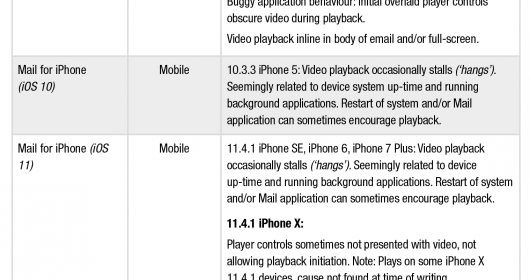 Buggy application behaviour: Initial overlaid player controls
obscure video during playback.
Video playback inline in body of email and/or full-screen.
Mail for iPhone
(iOS 10)
Mobile
10.3.3 iPhone 5: Video playback occasionally stalls (‘hangs’).
Seemingly related to device system up-time and running
background applications. Restart of system and/or Mail
application can sometimes encourage playback.
Mail for iPhone (iOS
11)
Mobile
11.4.1 iPhone SE, iPhone 6, iPhone 7 Plus: Video playback
occasionally stalls (‘hangs’). Seemingly related to device
up-time and running background applications. Restart of system
and/or Mail application can sometimes encourage playback.
11.4.1 iPhone X:
Player controls sometimes not presented with video, not
allowing playback initiation. Note: Plays on some iPhone X
11.4.1 devices, cause not found at time of writing.